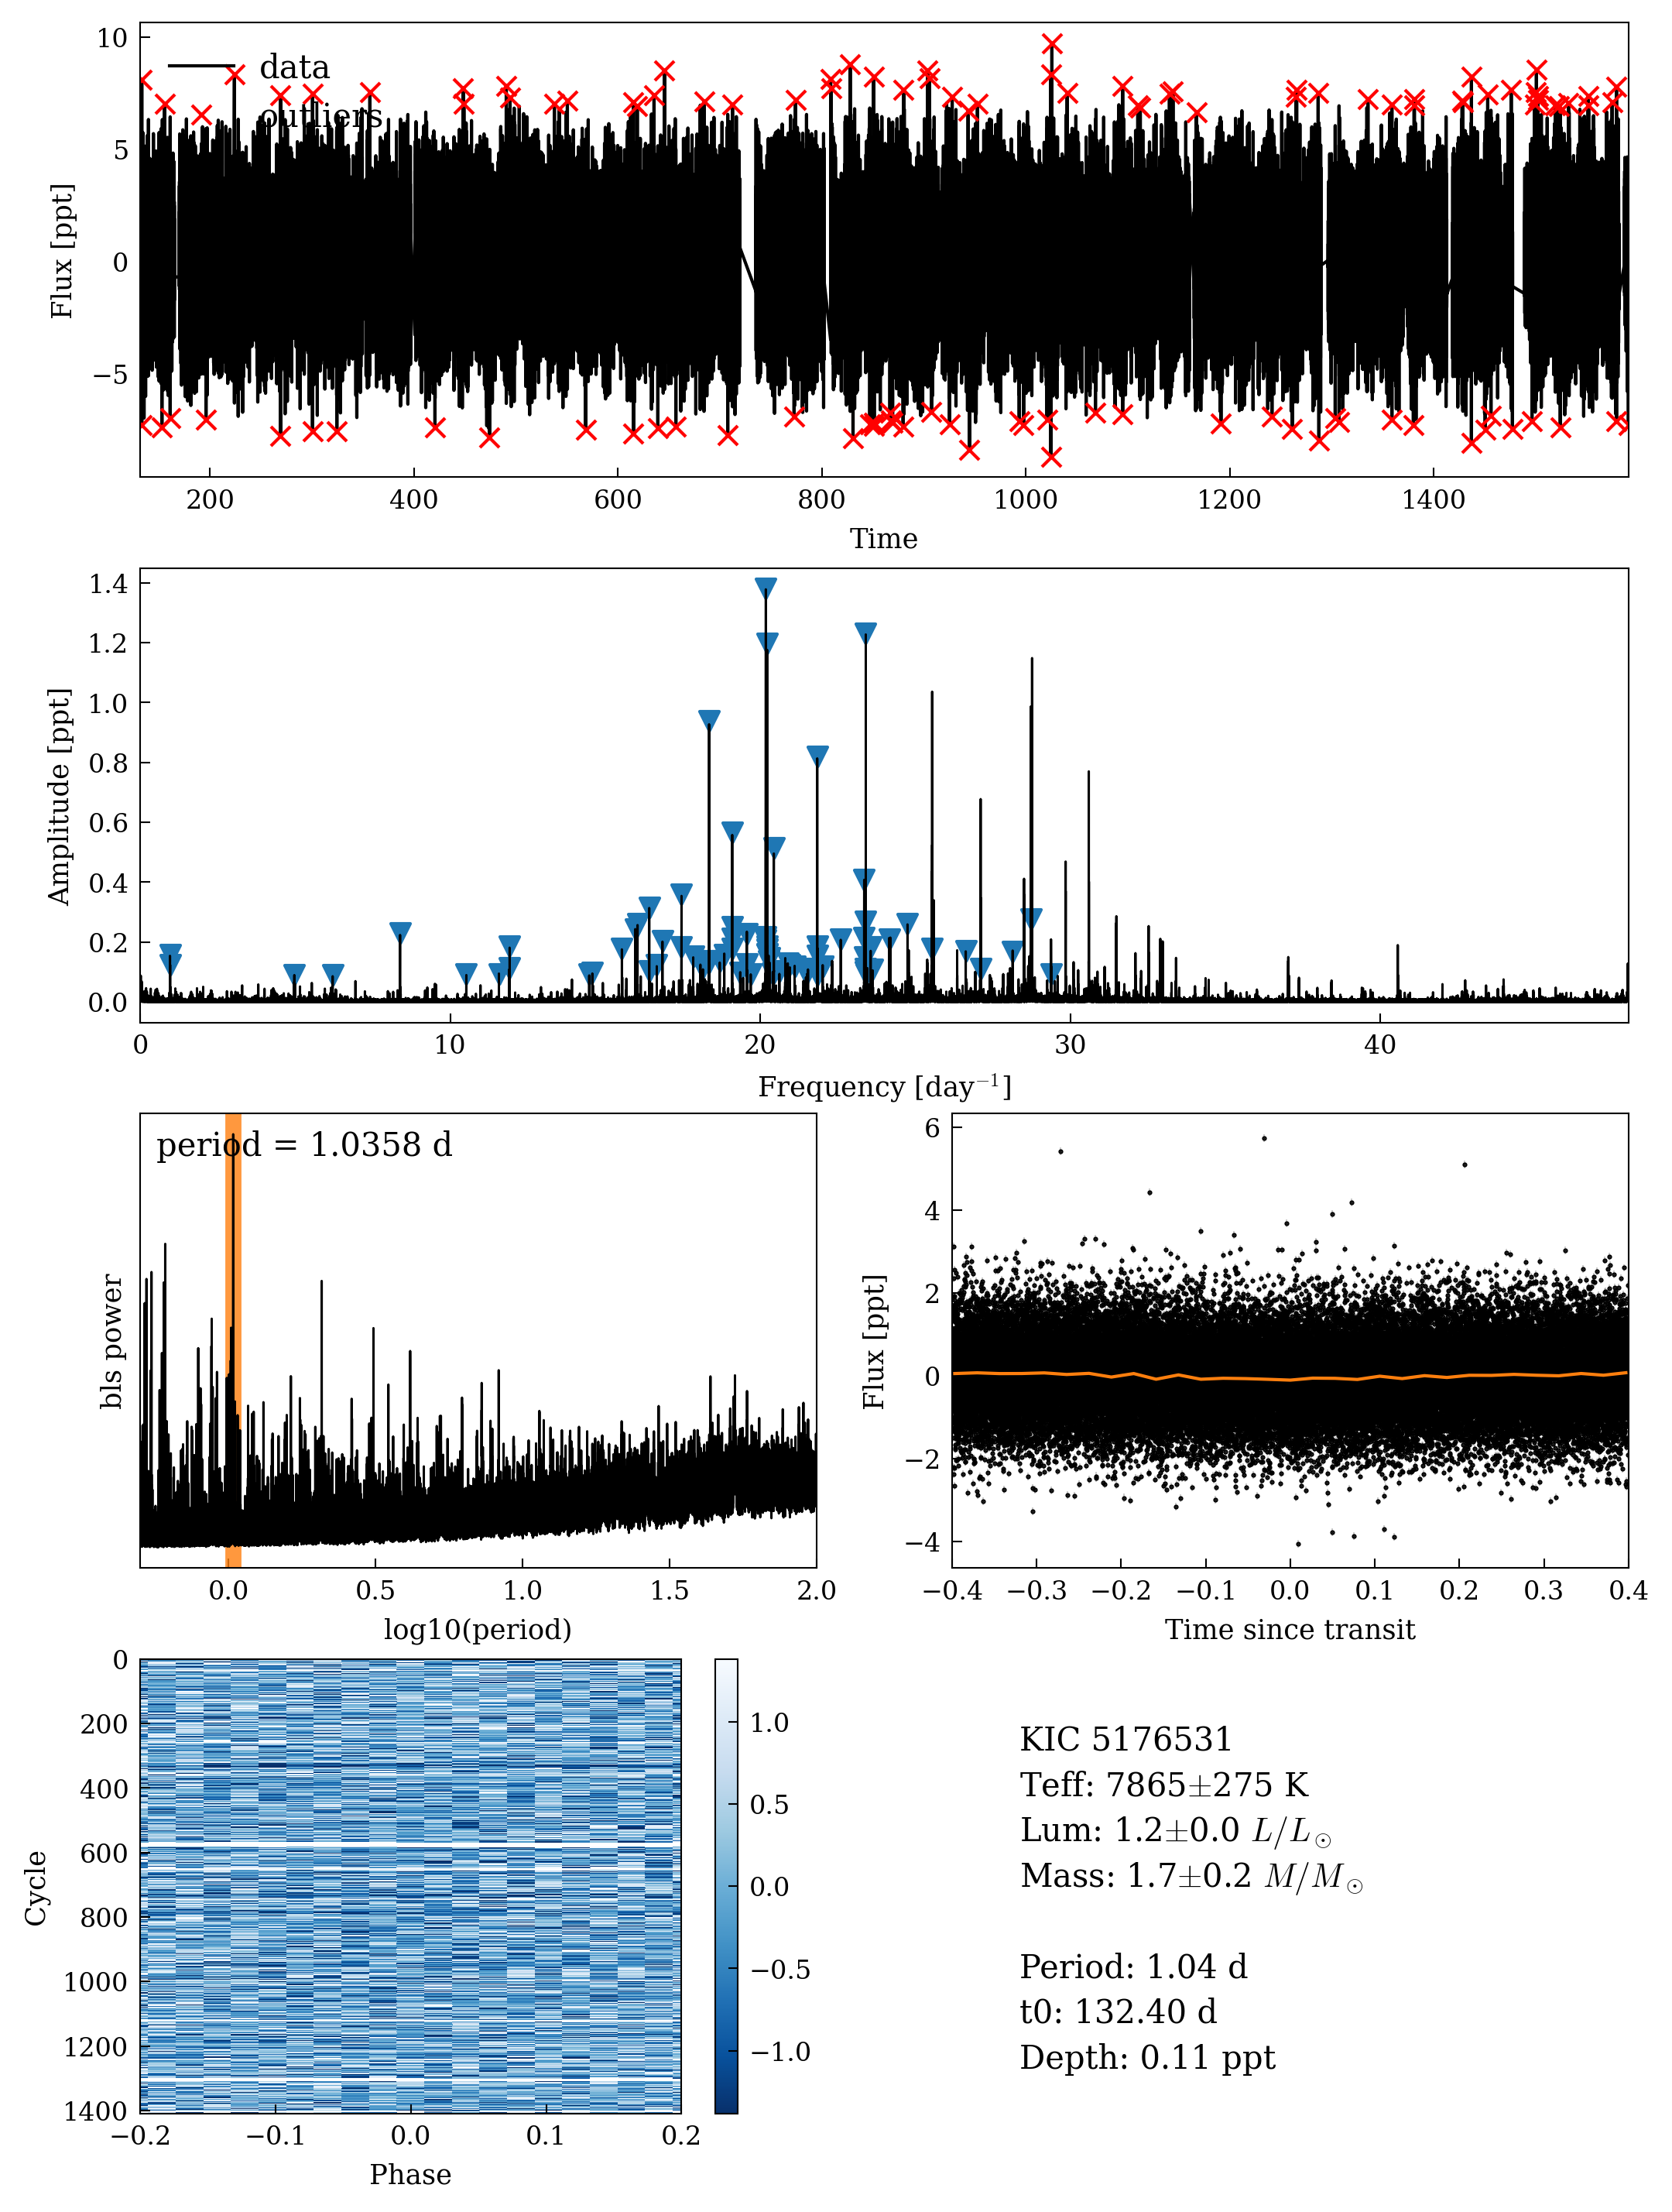 data
outliers
10
5
0
−5
Flux [ppt]
200 400 600 800 1000 1200 1400
Time
1.4
1.2
1.0
0.8
0.6
0.4
0.2
0.0
Amplitude [ppt]
0 10 20 30 40
Frequency [day⁻¹]
period = 1.0358 d
bls power
0.0 0.5 1.0 1.5 2.0
log10(period)
6
4
2
0
−2
−4
Flux [ppt]
−0.4 −0.3 −0.2 −0.1 0.0 0.1 0.2 0.3 0.4
Time since transit
0
200
400
600
800
1000
1200
1400
Cycle
−0.2 −0.1 0.0 0.1 0.2
Phase
1.0
0.5
0.0
−0.5
−1.0
KIC 5176531
Teff: 7865±275 K
Lum: 1.2±0.0 L/L☉
Mass: 1.7±0.2 M/M☉
Period: 1.04 d
t0: 132.40 d
Depth: 0.11 ppt